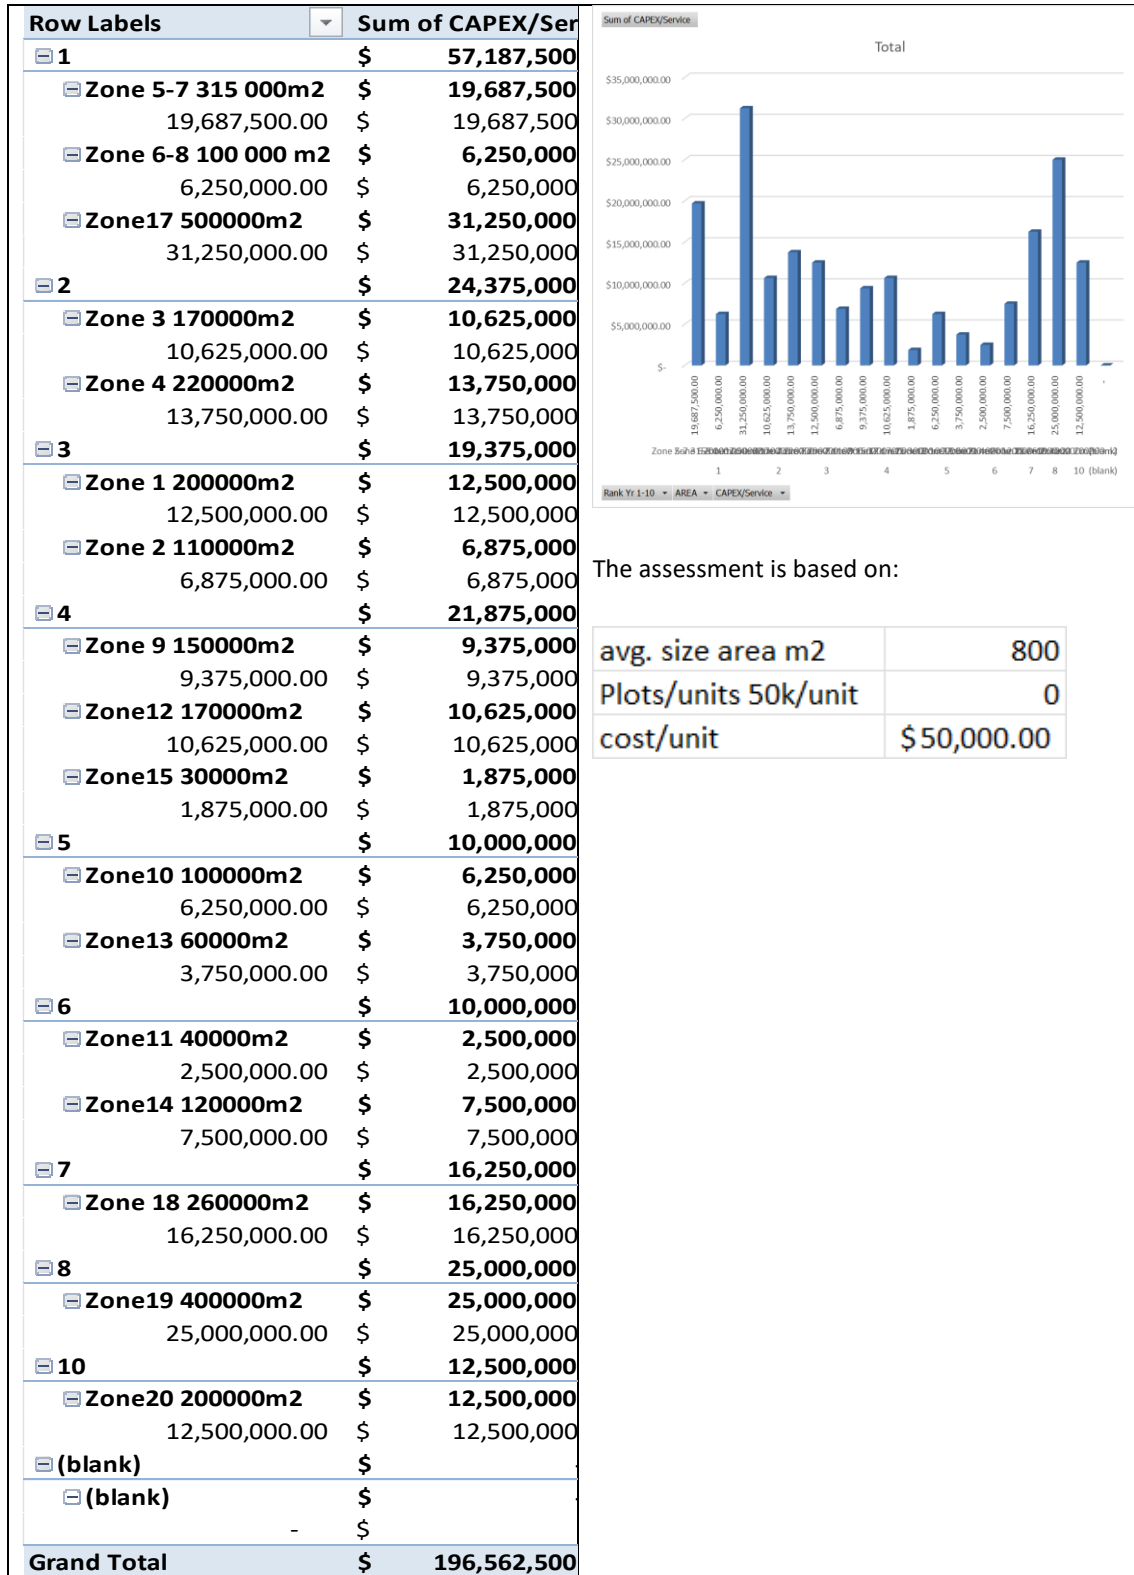 Row Labels Sum of CAPEX/Ser
1 $ 57,187,500
Zone 5-7 315 000m2 $ 19,687,500
19,687,500.00 $ 19,687,500
Zone 6-8 100 000 m2 $ 6,250,000
6,250,000.00 $ 6,250,000
Zone17 500000m2 $ 31,250,000
31,250,000.00 $ 31,250,000
2 $ 24,375,000
Zone 3 170000m2 $ 10,625,000
10,625,000.00 $ 10,625,000
Zone 4 220000m2 $ 13,750,000
13,750,000.00 $ 13,750,000
3 $ 19,375,000
Zone 1 200000m2 $ 12,500,000
12,500,000.00 $ 12,500,000
Zone 2 110000m2 $ 6,875,000
6,875,000.00 $ 6,875,000
4 $ 21,875,000
Zone 9 150000m2 $ 9,375,000
9,375,000.00 $ 9,375,000
Zone12 170000m2 $ 10,625,000
10,625,000.00 $ 10,625,000
Zone15 30000m2 $ 1,875,000
1,875,000.00 $ 1,875,000
5 $ 10,000,000
Zone10 100000m2 $ 6,250,000
6,250,000.00 $ 6,250,000
Zone13 60000m2 $ 3,750,000
3,750,000.00 $ 3,750,000
6 $ 10,000,000
Zone11 40000m2 $ 2,500,000
2,500,000.00 $ 2,500,000
Zone14 120000m2 $ 7,500,000
7,500,000.00 $ 7,500,000
7 $ 16,250,000
Zone 18 260000m2 $ 16,250,000
16,250,000.00 $ 16,250,000
8 $ 25,000,000
Zone19 400000m2 $ 25,000,000
25,000,000.00 $ 25,000,000
10 $ 12,500,000
Zone20 200000m2 $ 12,500,000
12,500,000.00 $ 12,500,000
(blank) $
(blank) $
- $
Grand Total $ 196,562,500
Sum of CAPEX/Service
Total
$35,000,000.00
$30,000,000.00
$25,000,000.00
$20,000,000.00
$15,000,000.00
$10,000,000.00
$5,000,000.00
$-
19,687,500.00
6,250,000.00
31,250,000.00
10,625,000.00
13,750,000.00
12,500,000.00
6,875,000.00
9,375,000.00
10,625,000.00
1,875,000.00
6,250,000.00
3,750,000.00
2,500,000.00
7,500,000.00
16,250,000.00
25,000,000.00
12,500,000.00
-
1 2 3 4 5 6 7 8 10 (blank)
Rank Yr 1-10 AREA CAPEX/Service
The assessment is based on:
avg. size area m2 800
Plots/units 50k/unit 0
cost/unit $50,000.00